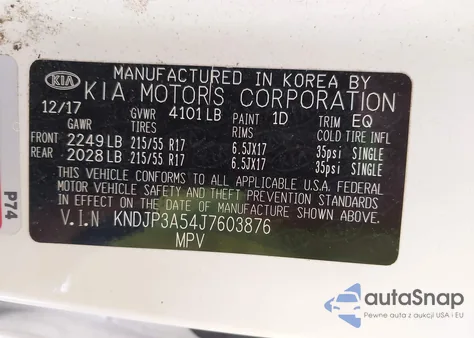 MANUFACTURED IN KOREA BY
KIA KIA MOTORS CORPORATION
12/17 GVWR 4101 LB PAINT 1D TRIM EQ
GAWR TIRES RIMS COLD TIRE INFL
FRONT 2249 LB 215/55 R17 6.5JX17 35psi SINGLE
REAR 2028 LB 215/55 R17 6.5JX17 35psi SINGLE
THIS VEHICLE CONFORMS TO ALL APPLICABLE U.S.A. FEDERAL
MOTOR VEHICLE SAFETY AND THEFT PREVENTION STANDARDS
IN EFFECT ON THE DATE OF MANUFACTURE SHOWN ABOVE.
V.I.N KNDJP3A54J7603876
MPV
P74
autoSnap
Pewne auta z USA i EU